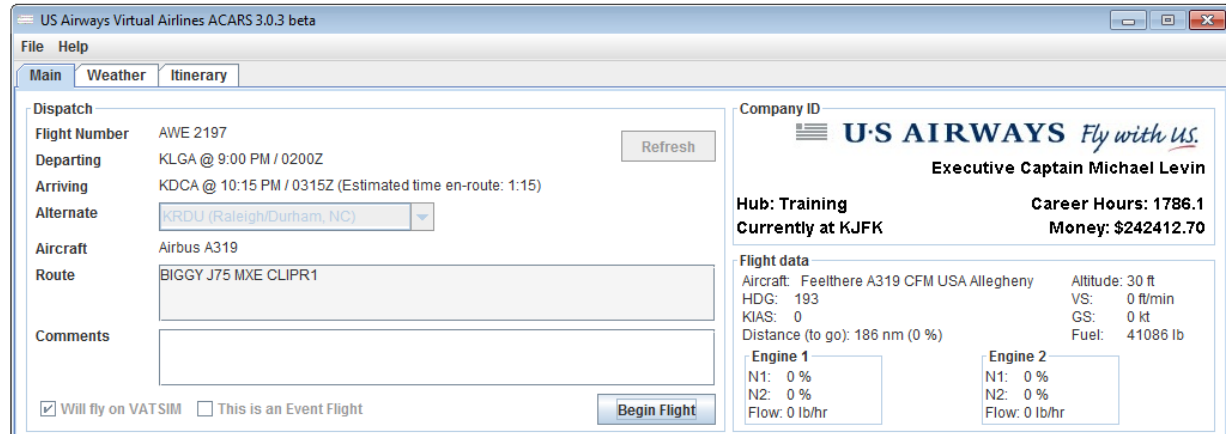 US Airways Virtual Airlines ACARS 3.0.3 beta
File Help
Main Weather Itinerary
Dispatch
Flight Number AWE 2197
Refresh
Departing KLGA @ 9:00 PM / 0200Z
Arriving KDCA @ 10:15 PM / 0315Z (Estimated time en-route: 1:15)
Alternate KRDU (Raleigh/Durham, NC)
Aircraft Airbus A319
Route BIGGY J75 MXE CLIPR1
Comments
Will fly on VATSIM This is an Event Flight Begin Flight
Company ID
U·S AIRWAYS Fly with us.
Executive Captain Michael Levin
Hub: Training Career Hours: 1786.1
Currently at KJFK Money: $242412.70
Flight data
Aircraft: Feelthere A319 CFM USA Allegheny Altitude: 30 ft
HDG: 193 VS: 0 ft/min
KIAS: 0 GS: 0 kt
Distance (to go): 186 nm (0 %) Fuel: 41086 lb
Engine 1 Engine 2
N1: 0 % N1: 0 %
N2: 0 % N2: 0 %
Flow: 0 lb/hr Flow: 0 lb/hr